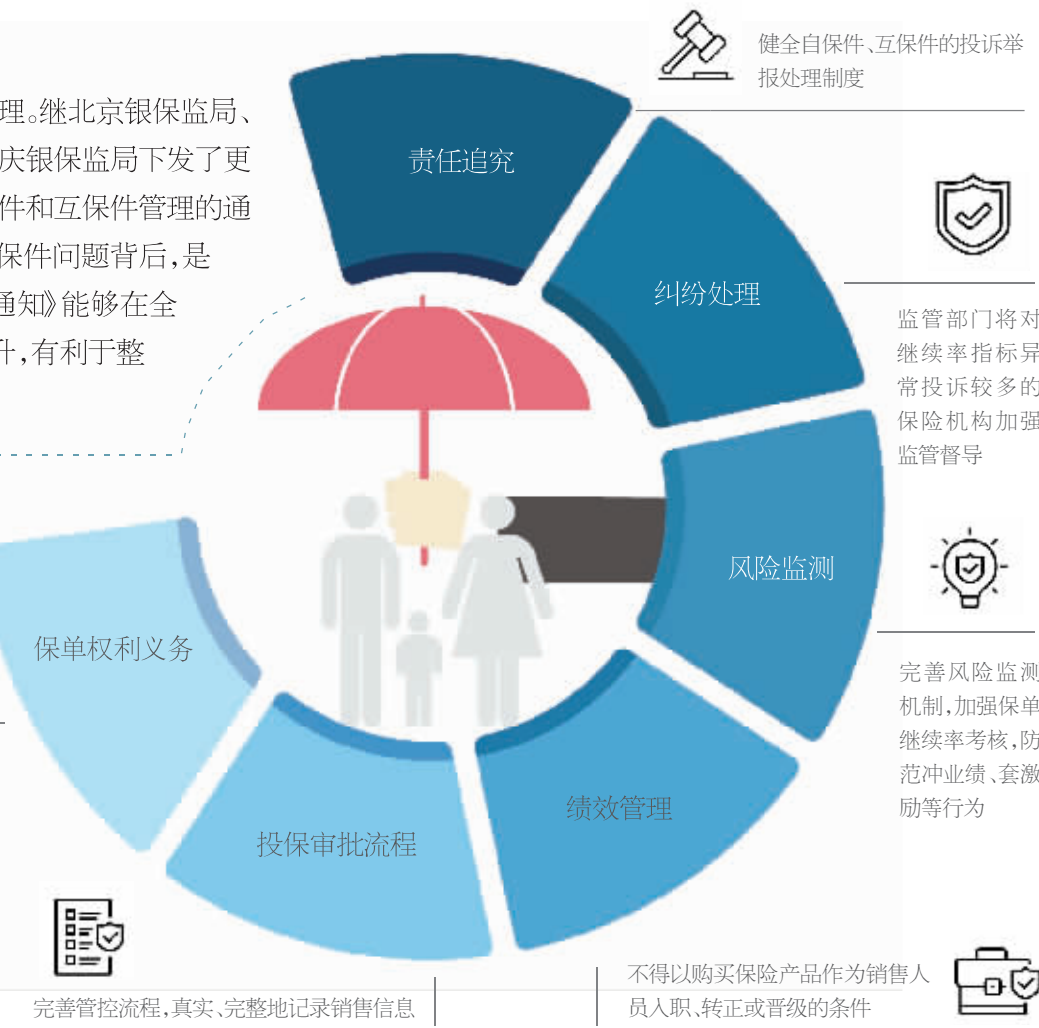 理。继北京银保监局、
庆银保监局下发了更
件和互保件管理的通
保件问题背后,是
通知》能够在全
升,有利于整
健全自保件、互保件的投诉举
报处理制度
责任追究
纠纷处理
监管部门将对
继续率指标异
常投诉较多的
保险机构加强
监管督导
风险监测
完善风险监测
机制,加强保单
继续率考核,防
范冲业绩、套激
励等行为
保单权利义务
绩效管理
投保审批流程
不得以购买保险产品作为销售人
员入职、转正或晋级的条件
完善管控流程,真实、完整地记录销售信息